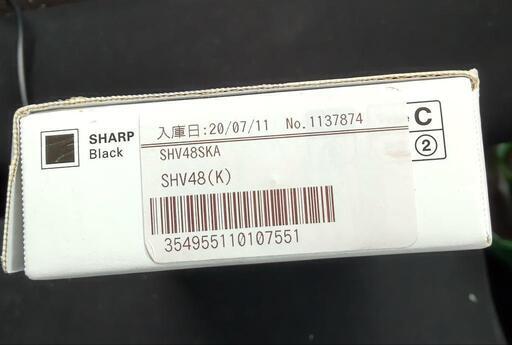 SHARP
Black
入庫日:20/07/11 No.1137874
SHV48SKA
SHV48(K)
354955110107551
C
②